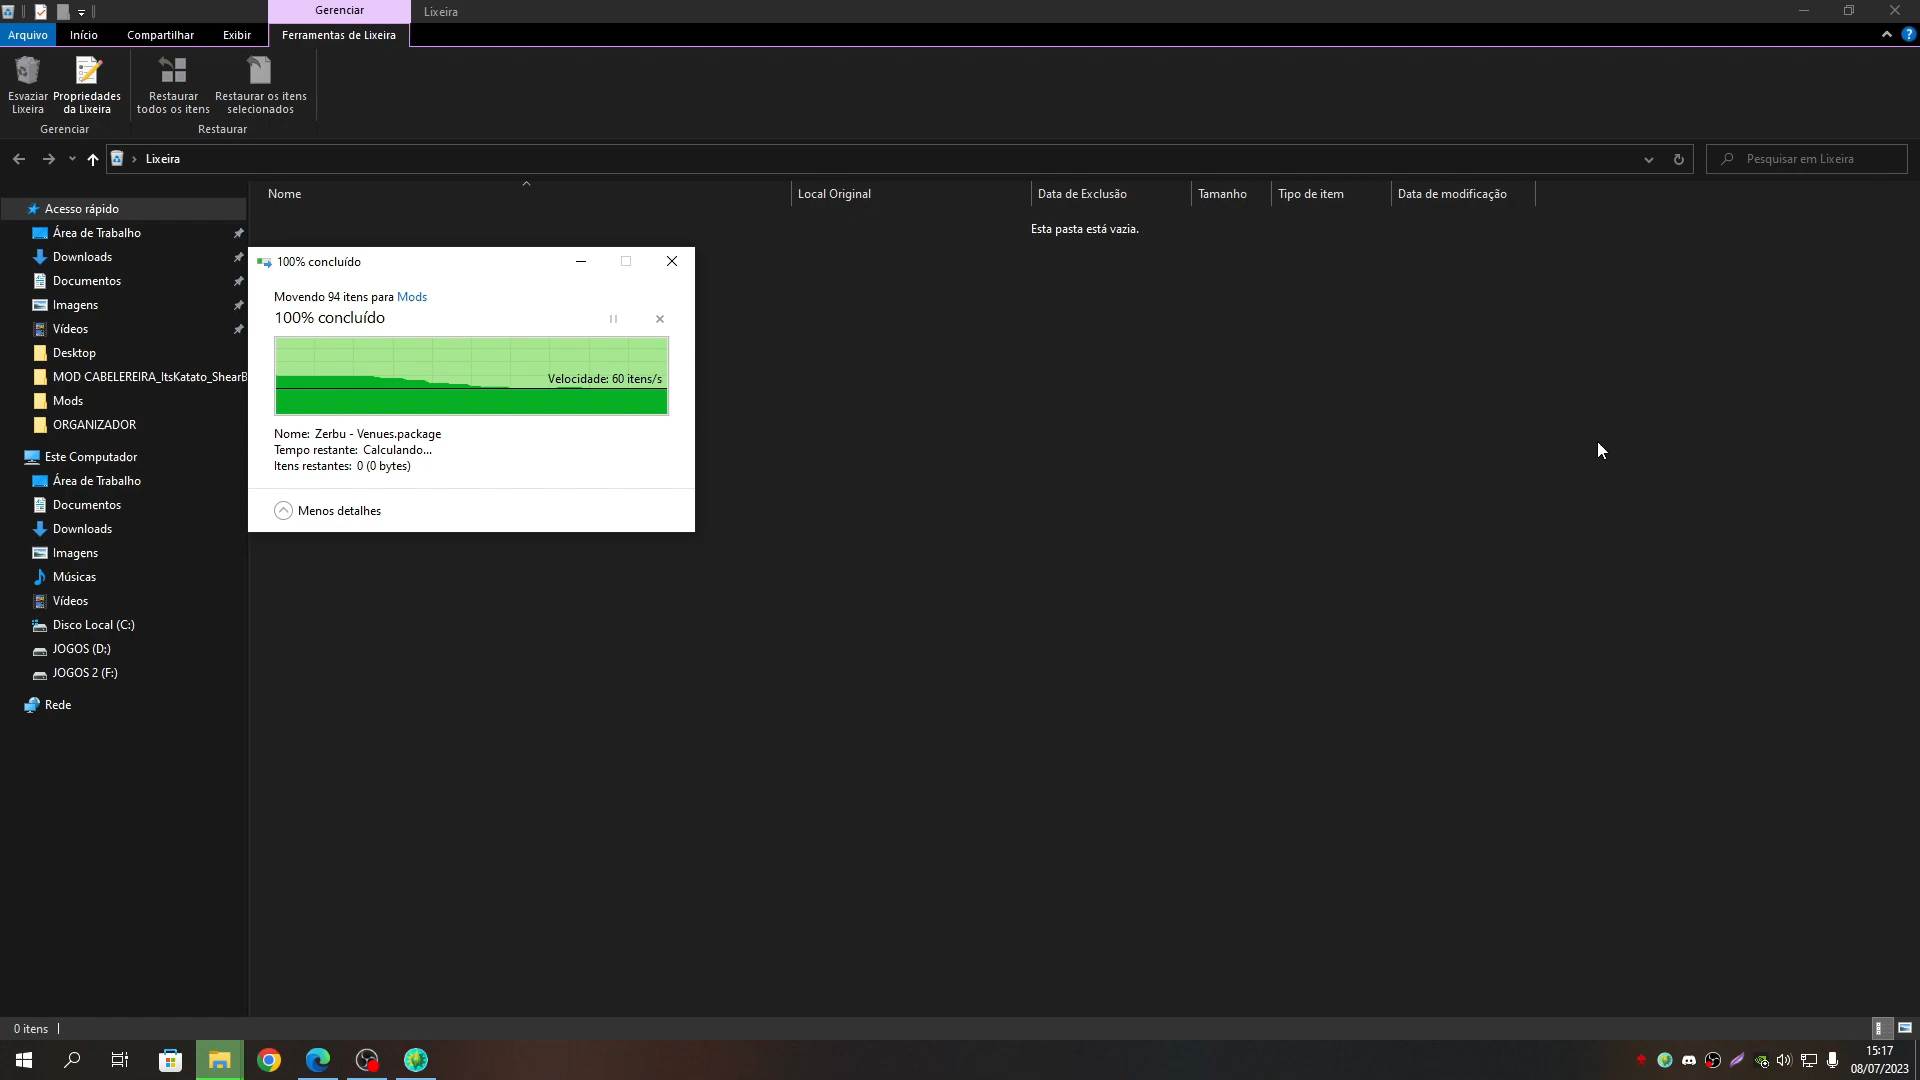 Gerenciar
Lixeira
Arquivo
Início
Compartilhar
Exibir
Ferramentas de Lixeira
Esvaziar
Lixeira
Propriedades
da Lixeira
Restaurar
todos os itens
Restaurar os itens
selecionados
Gerenciar
Restaurar
Lixeira
Pesquisar em Lixeira
Nome
Local Original
Data de Exclusão
Tamanho
Tipo de item
Data de modificação
Esta pasta está vazia.
Acesso rápido
Área de Trabalho
Downloads
Documentos
Imagens
Vídeos
Desktop
MOD CABELEREIRA_ItsKatato_ShearB
Mods
ORGANIZADOR
Este Computador
Área de Trabalho
Documentos
Downloads
Imagens
Músicas
Vídeos
Disco Local (C:)
JOGOS (D:)
JOGOS 2 (F:)
Rede
100% concluído
Movendo 94 itens para Mods
100% concluído
Velocidade: 60 itens/s
Nome: Zerbu - Venues.package
Tempo restante: Calculando...
Itens restantes: 0 (0 bytes)
Menos detalhes
0 itens
15:17
08/07/2023